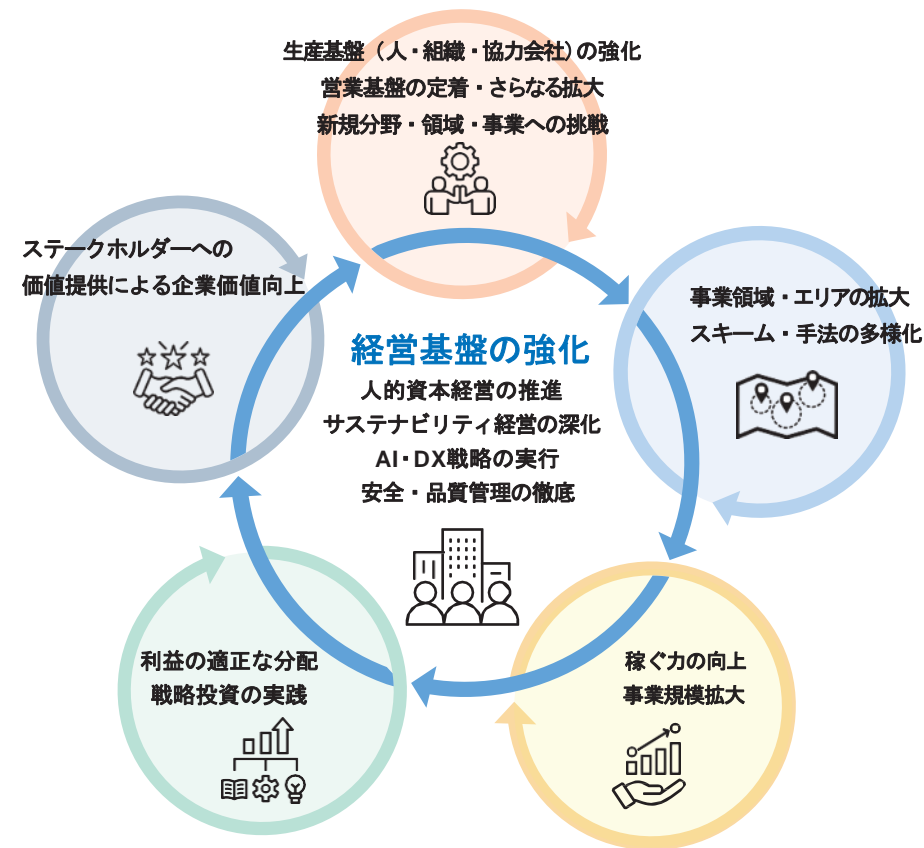 生産基盤（人・組織・協力会社）の強化
営業基盤の定着・さらなる拡大
新規分野・領域・事業への挑戦
事業領域・エリアの拡大
スキーム・手法の多様化
稼ぐ力の向上
事業規模拡大
利益の適正な分配
戦略投資の実践
ステークホルダーへの
価値提供による企業価値向上
経営基盤の強化
人的資本経営の推進
サステナビリティ経営の深化
AI・DX戦略の実行
安全・品質管理の徹底